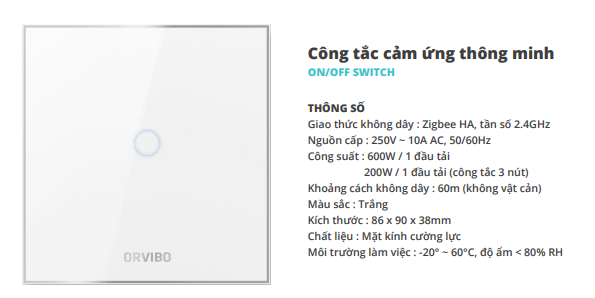 ORVIBO
Công tắc cảm ứng thông minh
ON/OFF SWITCH
THÔNG SỐ
Giao thức không dây : Zigbee HA, tần số 2.4GHz
Nguồn cấp : 250V ~ 10A AC, 50/60Hz
Công suất : 600W / 1 đầu tải
200W / 1 đầu tải (công tắc 3 nút)
Khoảng cách không dây : 60m (không vật cản)
Màu sắc : Trắng
Kích thước : 86 x 90 x 38mm
Chất liệu : Mặt kính cường lực
Môi trường làm việc : -20° ~ 60°C, độ ẩm < 80% RH